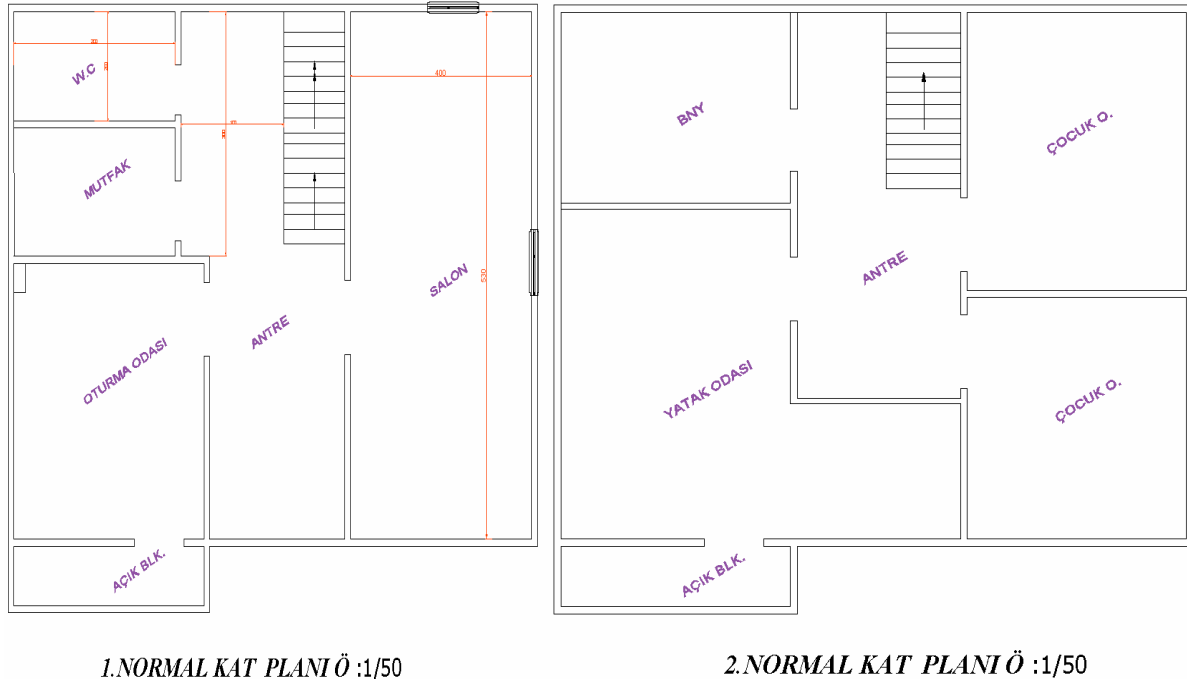 W.C
400
MUTFAK
SALON
530
ANTRE
OTURMA ODASI
AÇIK BLK.
1.NORMAL KAT PLANI Ö :1/50
BNY
ÇOCUK O.
ANTRE
YATAK ODASI
ÇOCUK O.
AÇIK BLK.
2.NORMAL KAT PLANI Ö :1/50